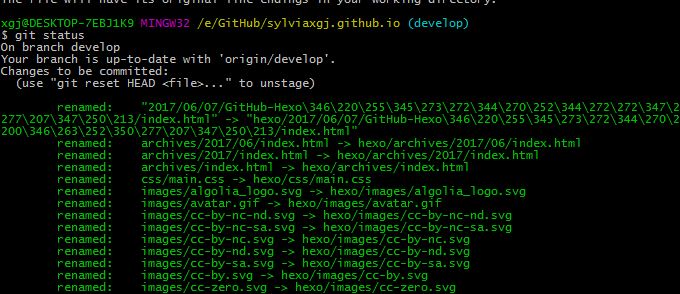 The file will have its original line endings in your working directory.
xgj@DESKTOP-7EBJ1K9 MINGW32 /e/GitHub/sylviaxgj.github.io (develop)
$ git status
On branch develop
Your branch is up-to-date with 'origin/develop'.
Changes to be committed:
  (use "git reset HEAD <file>..." to unstage)
        renamed:    "2017/06/07/GitHub-Hexo\346\220\255\345\273\272\344\270\252\344\272\272\347\
277\207\347\250\213/index.html" -> "hexo/2017/06/07/GitHub-Hexo\346\220\255\345\273\272\344\270\
200\346\263\252\350\277\207\347\250\213/index.html"
        renamed:    archives/2017/06/index.html -> hexo/archives/2017/06/index.html
        renamed:    archives/2017/index.html -> hexo/archives/2017/index.html
        renamed:    archives/index.html -> hexo/archives/index.html
        renamed:    css/main.css -> hexo/css/main.css
        renamed:    images/algolia_logo.svg -> hexo/images/algolia_logo.svg
        renamed:    images/avatar.gif -> hexo/images/avatar.gif
        renamed:    images/cc-by-nc-nd.svg -> hexo/images/cc-by-nc-nd.svg
        renamed:    images/cc-by-nc-sa.svg -> hexo/images/cc-by-nc-sa.svg
        renamed:    images/cc-by-nc.svg -> hexo/images/cc-by-nc.svg
        renamed:    images/cc-by-nd.svg -> hexo/images/cc-by-nd.svg
        renamed:    images/cc-by-sa.svg -> hexo/images/cc-by-sa.svg
        renamed:    images/cc-by.svg -> hexo/images/cc-by.svg
        renamed:    images/cc-zero.svg -> hexo/images/cc-zero.svg